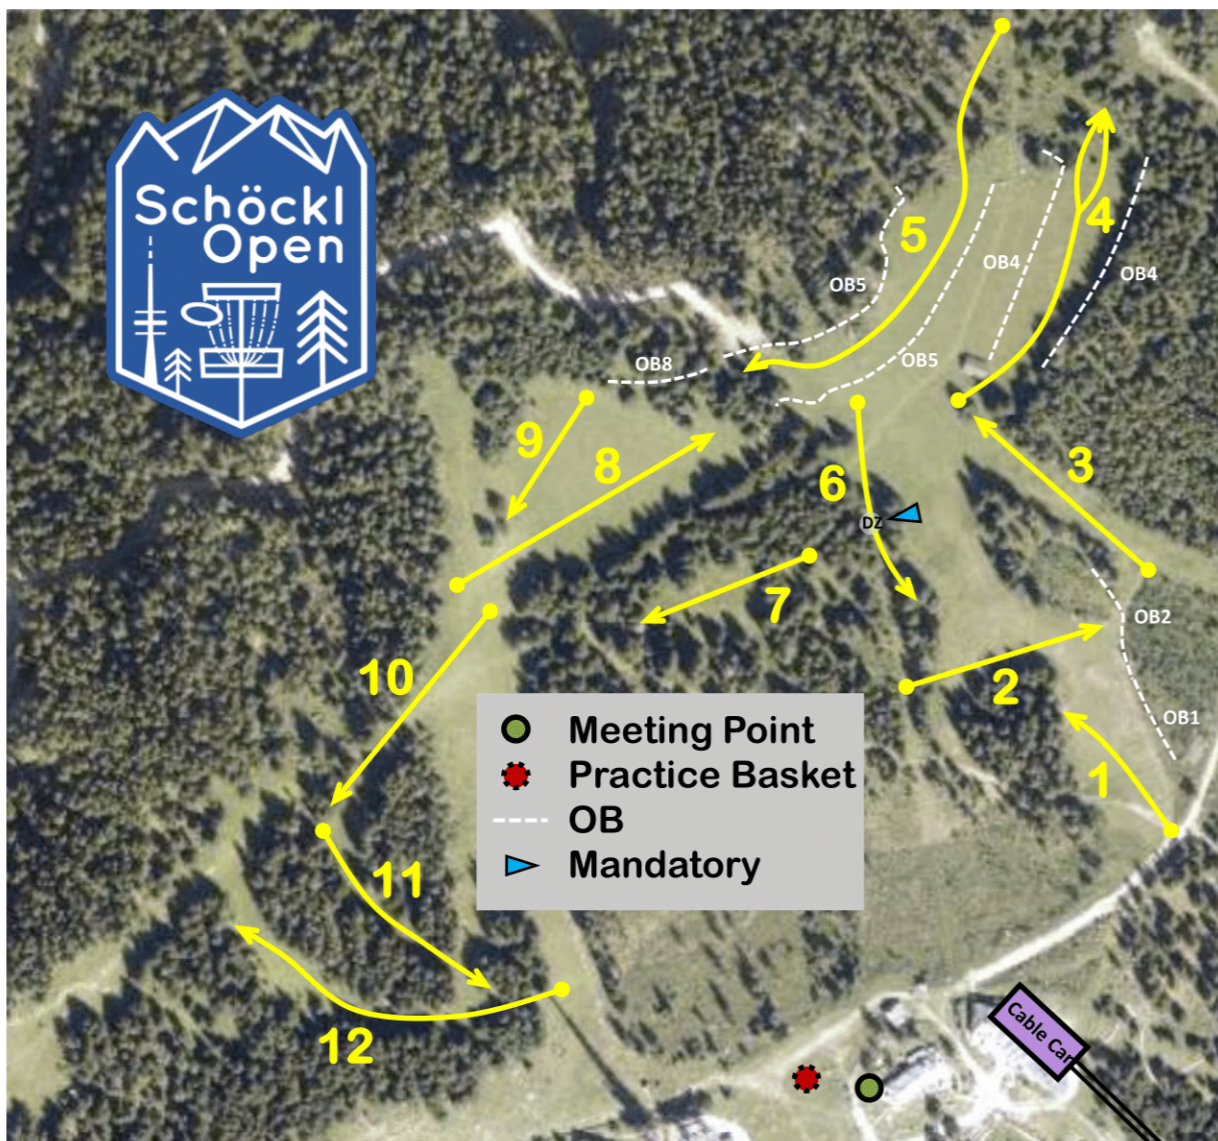 Schöckl
Open
5
4
OB4
OB4
OB5
OB5
OB8
9
8
6
3
DZ
7
OB2
10
2
OB1
1
Meeting Point
Practice Basket
OB
Mandatory
11
12
Cable Car